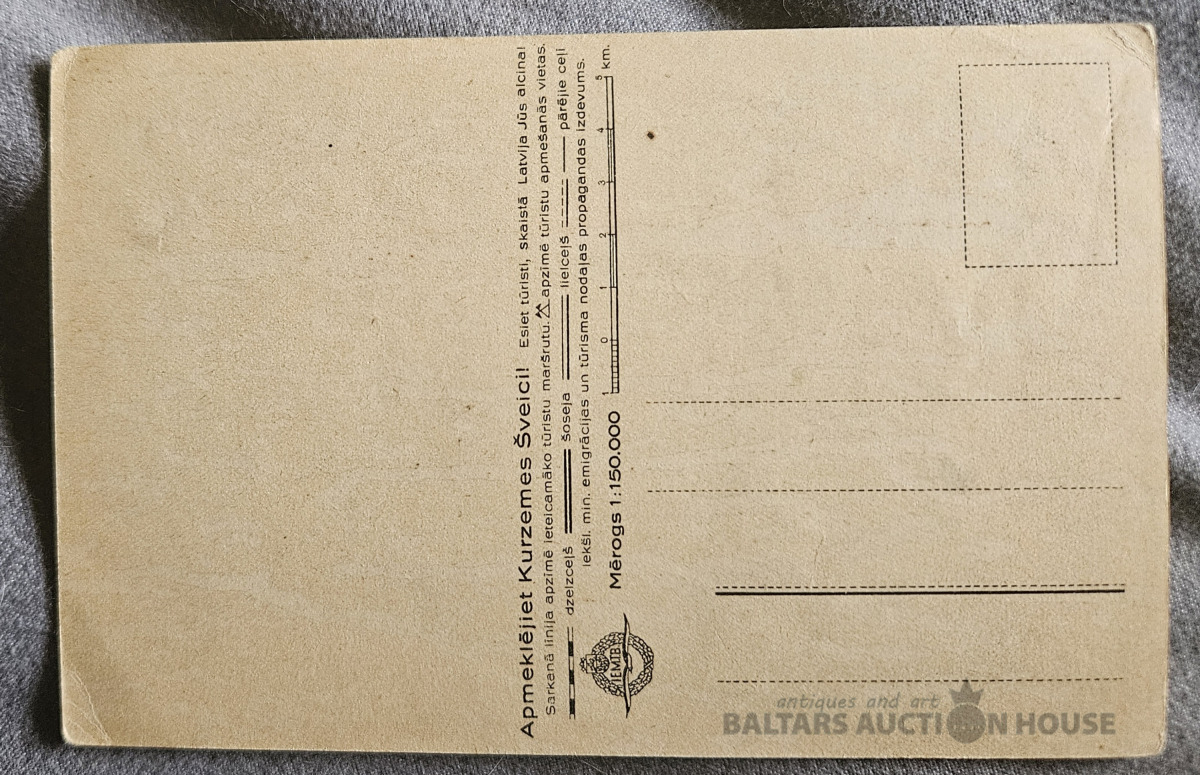 Apmeklējiet Kurzemes Šveici! Esiet tūristi, skaistā Latvija Jūs aicina!
Sarkanā līnija apzīmē ieteicamāko tūristu maršrutu. apzīmē tūristu apmešanās vietas.
dzelzceļš šoseja lielceļš pārējie ceļi
Iekšl. min. emigrācijas un tūrisma nodaļas propagandas izdevums.
Mērogs 1:150.000 1 0 1 2 3 4 5 km.
IEMTB
antiques and art
BALTARS AUCTION HOUSE